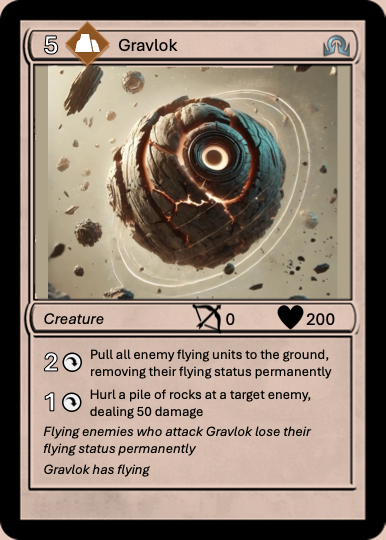 5 Gravlok
Creature 0 200
2 Pull all enemy flying units to the ground,
removing their flying status permanently
1 Hurl a pile of rocks at a target enemy,
dealing 50 damage
Flying enemies who attack Gravlok lose their
flying status permanently
Gravlok has flying